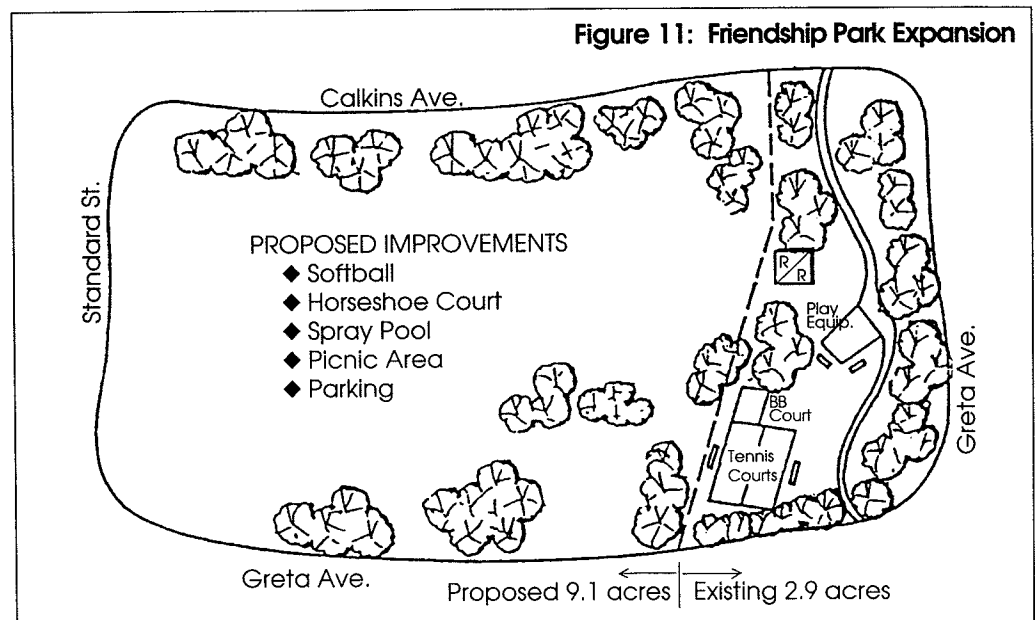 Figure 11: Friendship Park Expansion
Calkins Ave.
Standard St.
PROPOSED IMPROVEMENTS
◆ Softball
◆ Horseshoe Court
◆ Spray Pool
◆ Picnic Area
◆ Parking
R
R
Play
Equip.
BB
Court
Tennis
Courts
Greta Ave.
Greta Ave.
Proposed 9.1 acres
Existing 2.9 acres